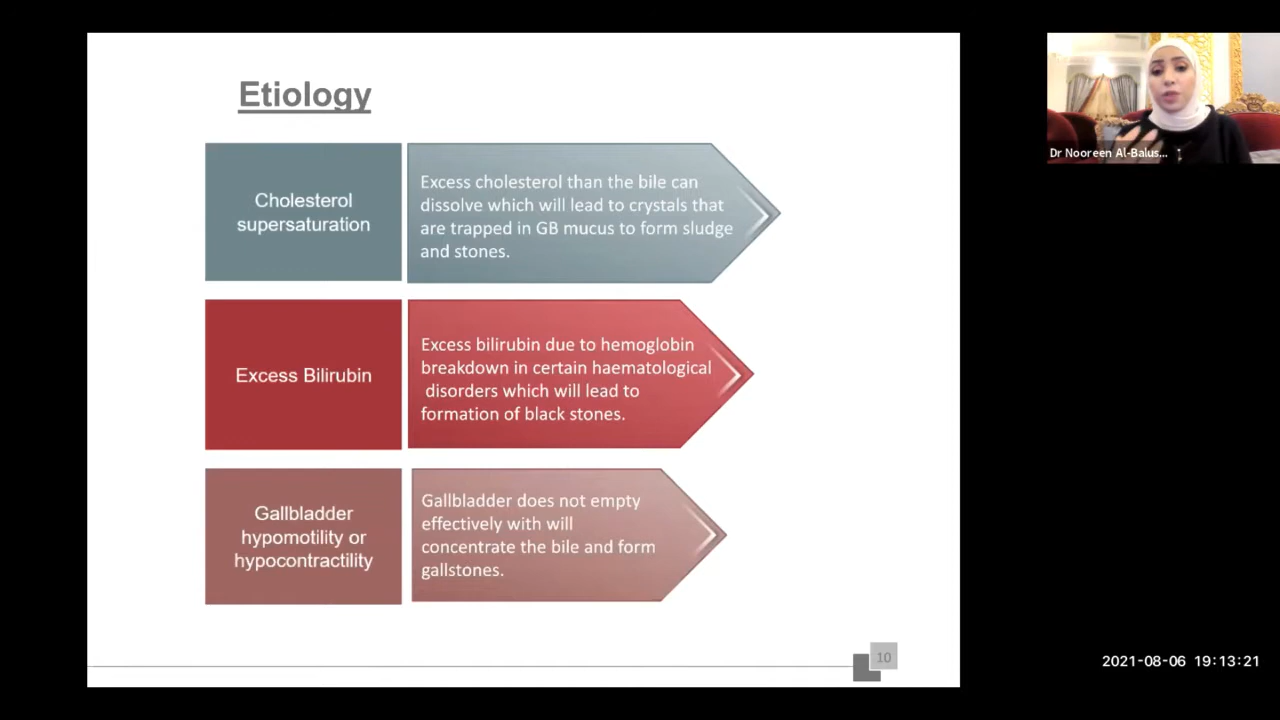 Etiology
Cholesterol
supersaturation
Excess cholesterol than the bile can
dissolve which will lead to crystals that
are trapped in GB mucus to form sludge
and stones.
Excess Bilirubin
Excess bilirubin due to hemoglobin
breakdown in certain haematological
disorders which will lead to
formation of black stones.
Gallbladder
hypomotility or
hypocontractility
Gallbladder does not empty
effectively with will
concentrate the bile and form
gallstones.
10
Dr Nooreen Al-Balus...
2021-08-06 19:13:21